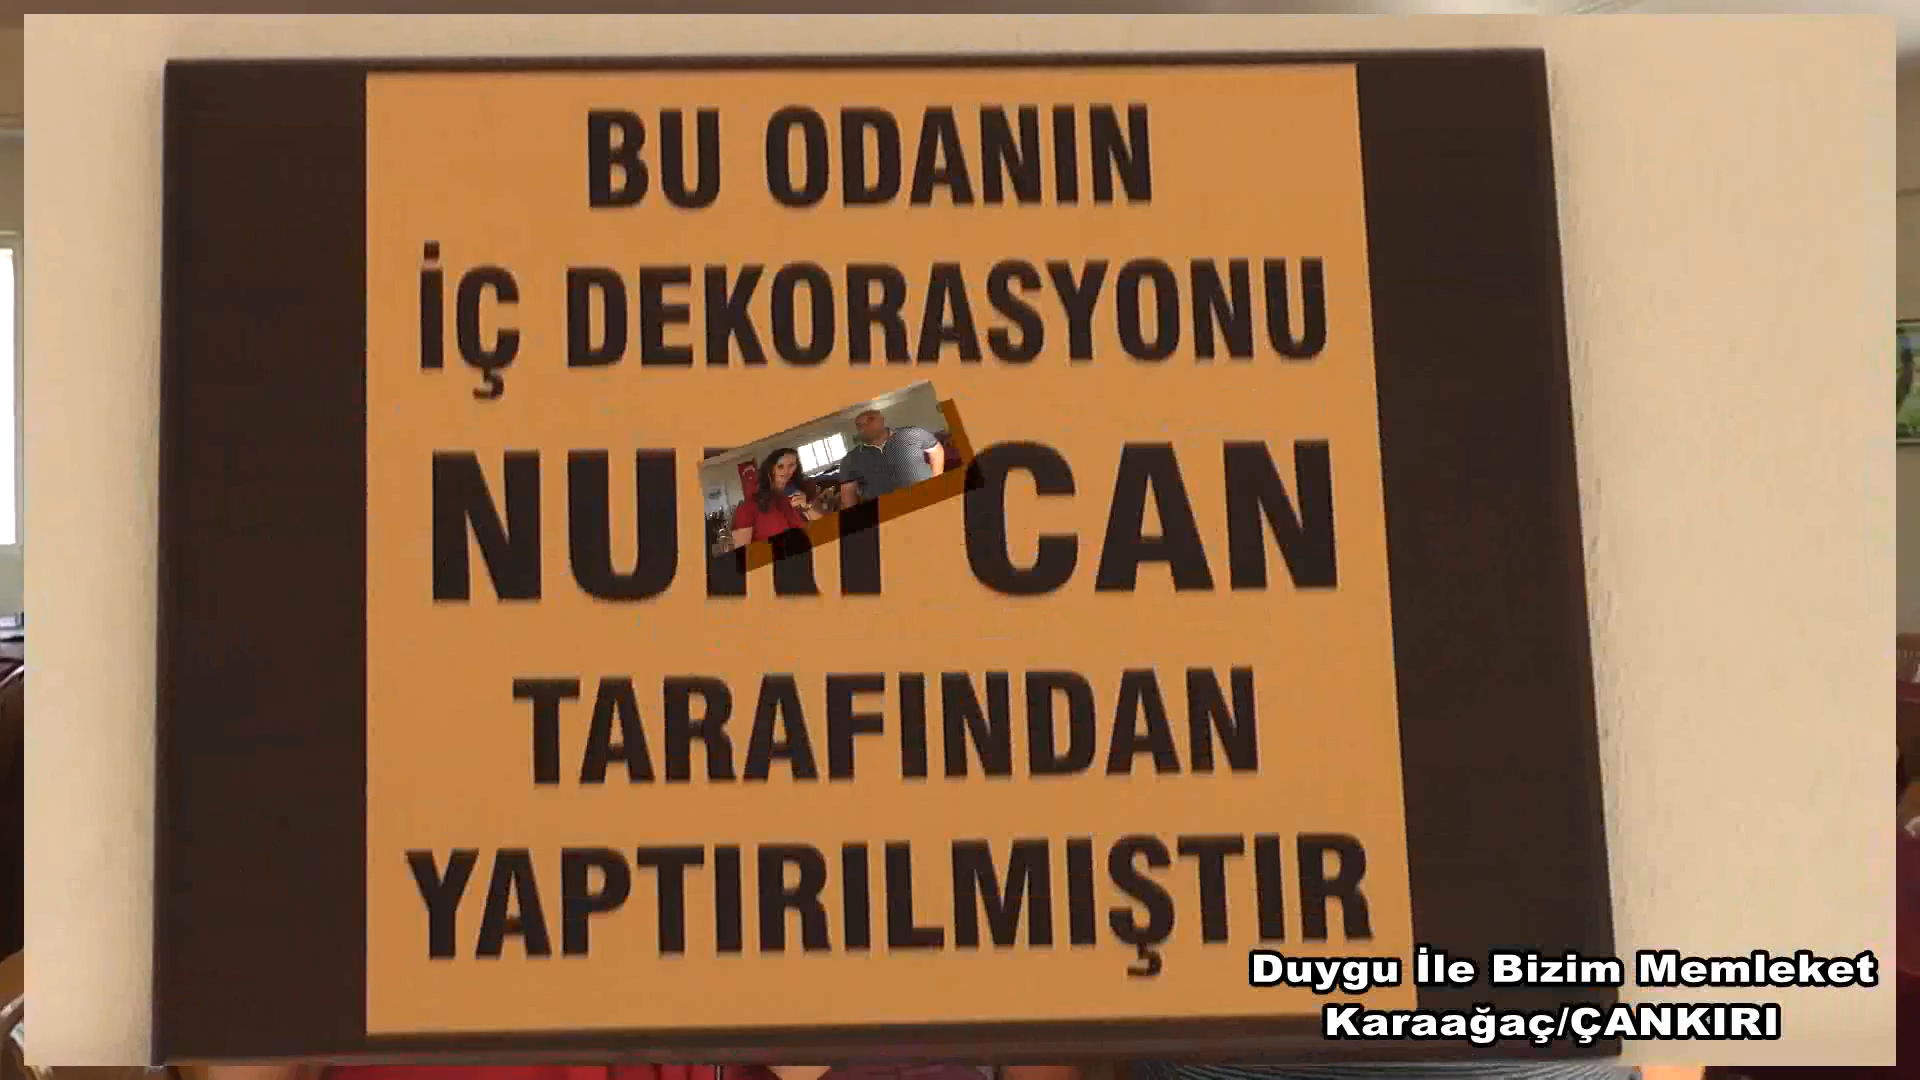 BU ODANIN
İÇ DEKORASYONU
NURİ CAN
TARAFINDAN
YAPTIRILMIŞTIR
Duygu İle Bizim Memleket
Karaağaç/ÇANKIRI